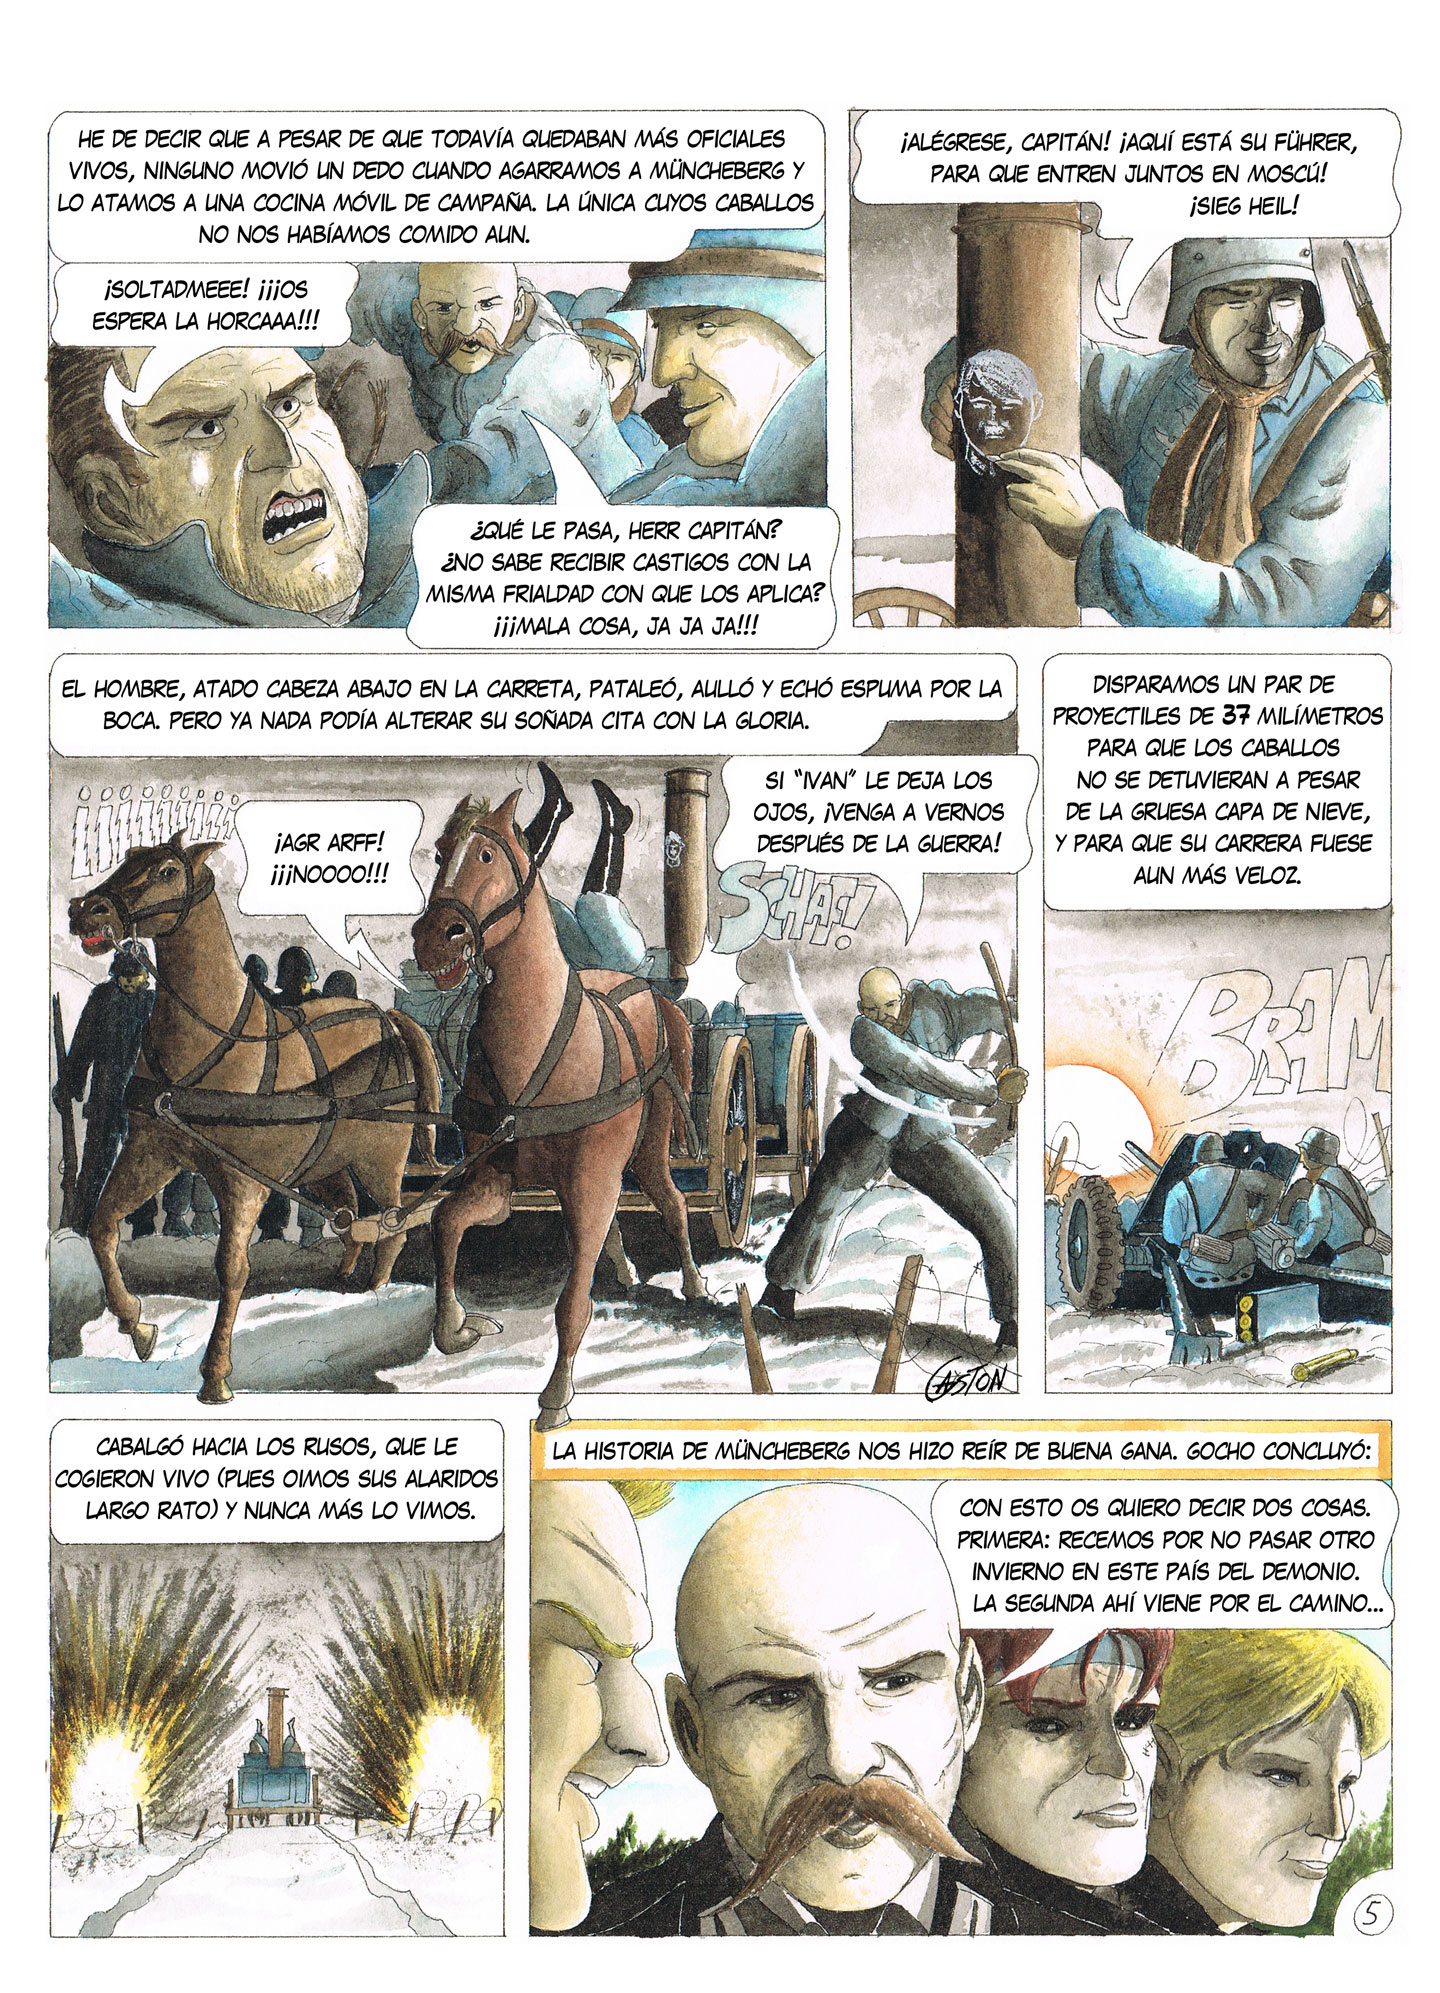 HE DE DECIR QUE A PESAR DE QUE TODAVÍA QUEDABAN MÁS OFICIALES
VIVOS, NINGUNO MOVIÓ UN DEDO CUANDO AGARRAMOS A MÜNCHEBERG Y
LO ATAMOS A UNA COCINA MÓVIL DE CAMPAÑA. LA ÚNICA CUYOS CABALLOS
NO NOS HABÍAMOS COMIDO AUN.
¡SOLTADMEEE! ¡¡¡OS
ESPERA LA HORCAAA!!!
¿QUÉ LE PASA, HERR CAPITÁN?
¿NO SABE RECIBIR CASTIGOS CON LA
MISMA FRIALDAD CON QUE LOS APLICA?
¡¡¡MALA COSA, JA JA JA!!!
¡ALÉGRESE, CAPITÁN! ¡AQUÍ ESTÁ SU FÜHRER,
PARA QUE ENTREN JUNTOS EN MOSCÚ!
¡SIEG HEIL!
EL HOMBRE, ATADO CABEZA ABAJO EN LA CARRETA, PATALEÓ, AULLÓ Y ECHÓ ESPUMA POR LA
BOCA. PERO YA NADA PODÍA ALTERAR SU SOÑADA CITA CON LA GLORIA.
¡AGR ARFF!
¡¡¡NOOOO!!!
SI "IVAN" LE DEJA LOS
OJOS, ¡VENGA A VERNOS
DESPUÉS DE LA GUERRA!
SCHAF!
GASTON
DISPARAMOS UN PAR DE
PROYECTILES DE 37 MILÍMETROS
PARA QUE LOS CABALLOS
NO SE DETUVIERAN A PESAR
DE LA GRUESA CAPA DE NIEVE,
Y PARA QUE SU CARRERA FUESE
AUN MÁS VELOZ.
BRAM
CABALGÓ HACIA LOS RUSOS, QUE LE
COGIERON VIVO (PUES OIMOS SUS ALARIDOS
LARGO RATO) Y NUNCA MÁS LO VIMOS.
LA HISTORIA DE MÜNCHEBERG NOS HIZO REÍR DE BUENA GANA. GOCHO CONCLUYÓ:
CON ESTO OS QUIERO DECIR DOS COSAS.
PRIMERA: RECEMOS POR NO PASAR OTRO
INVIERNO EN ESTE PAÍS DEL DEMONIO.
LA SEGUNDA AHÍ VIENE POR EL CAMINO...
5